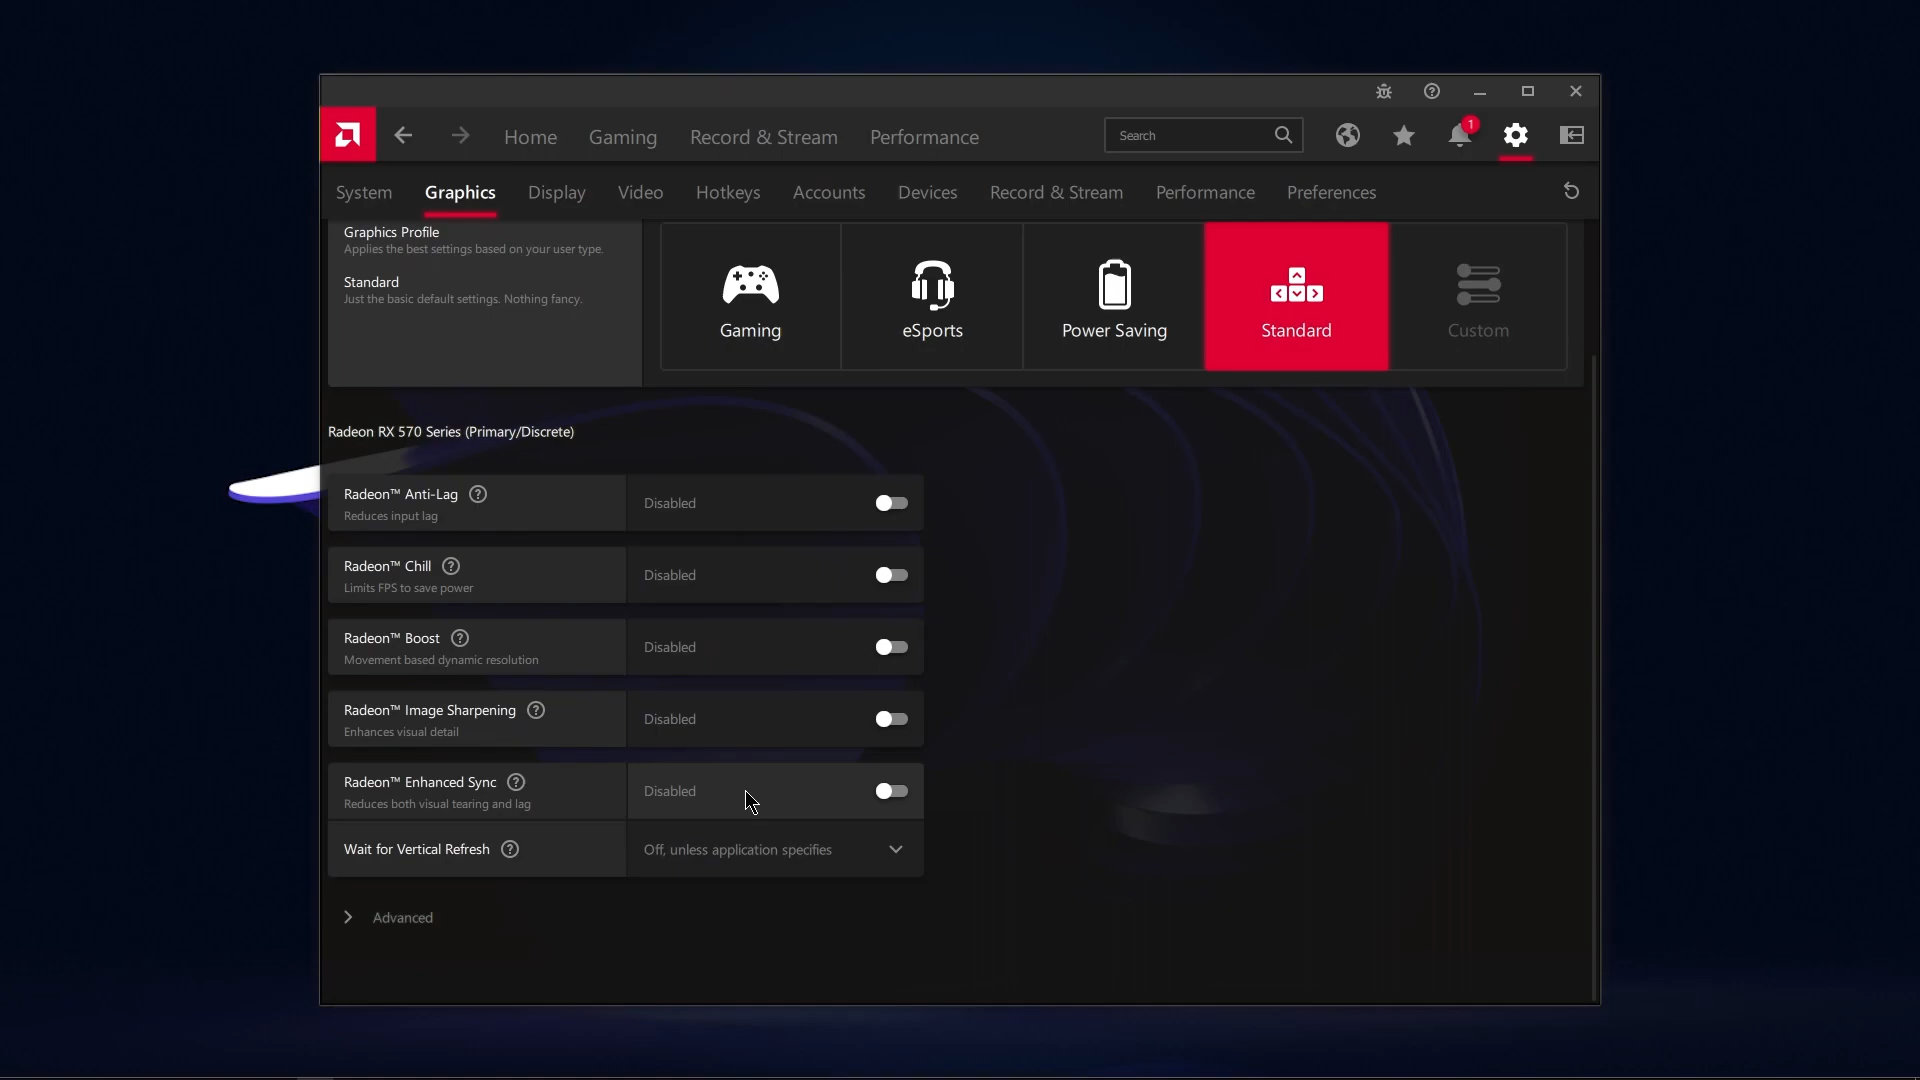 1
Home Gaming Record & Stream Performance Search
System Graphics Display Video Hotkeys Accounts Devices Record & Stream Performance Preferences
Graphics Profile
Applies the best settings based on your user type.
Standard
Just the basic default settings. Nothing fancy.
Gaming eSports Power Saving Standard Custom
Radeon RX 570 Series (Primary/Discrete)
Radeon™ Anti-Lag ? Disabled
Reduces input lag
Radeon™ Chill ? Disabled
Limits FPS to save power
Radeon™ Boost ? Disabled
Movement based dynamic resolution
Radeon™ Image Sharpening ? Disabled
Enhances visual detail
Radeon™ Enhanced Sync ? Disabled
Reduces both visual tearing and lag
Wait for Vertical Refresh ? Off, unless application specifies
Advanced